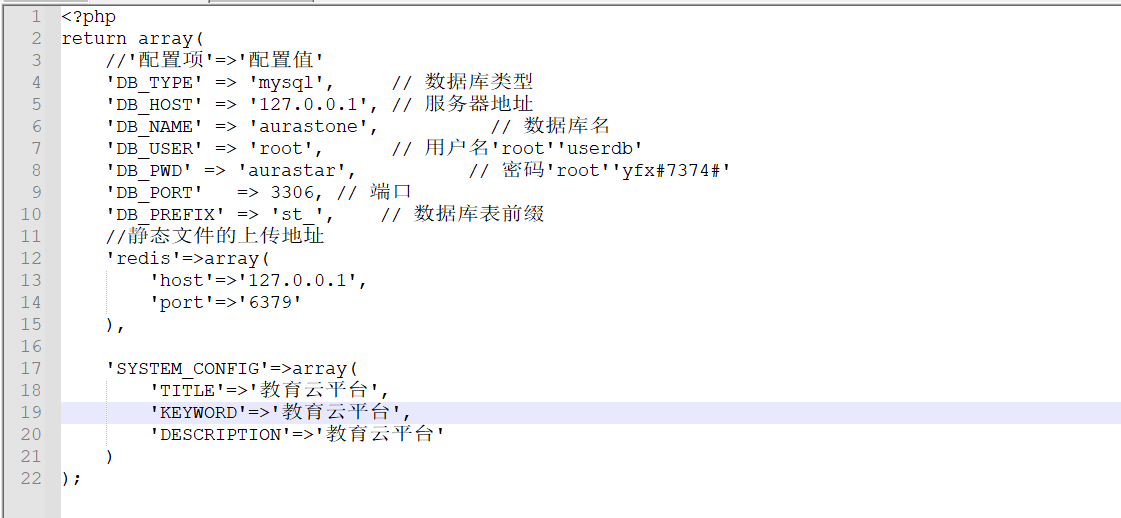 1 <?php
2 return array(
3     //'配置项'=>'配置值'
4     'DB_TYPE' => 'mysql',     // 数据库类型
5     'DB_HOST' => '127.0.0.1', // 服务器地址
6     'DB_NAME' => 'aurastone',          // 数据库名
7     'DB_USER' => 'root',      // 用户名'root''userdb'
8     'DB_PWD' => 'aurastar',          // 密码'root''yfx#7374#'
9     'DB_PORT'   => 3306, // 端口
10     'DB_PREFIX' => 'st_',    // 数据库表前缀
11     //静态文件的上传地址
12     'redis'=>array(
13         'host'=>'127.0.0.1',
14         'port'=>'6379'
15     ),
16
17     'SYSTEM_CONFIG'=>array(
18         'TITLE'=>'教育云平台',
19         'KEYWORD'=>'教育云平台',
20         'DESCRIPTION'=>'教育云平台'
21     )
22 );